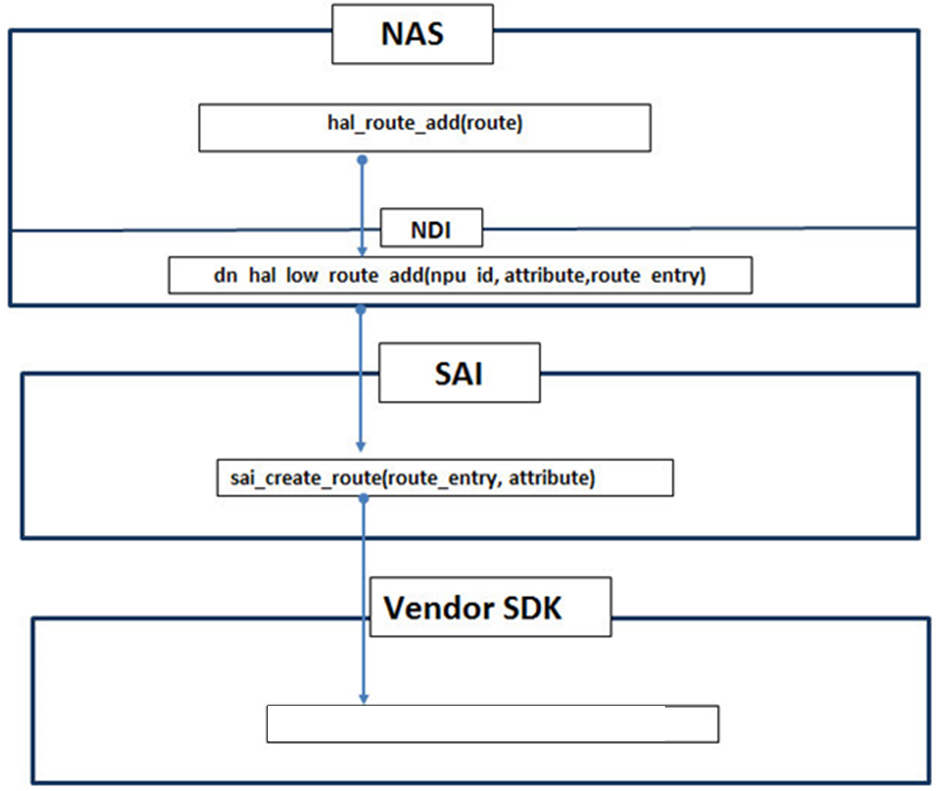 NAS
hal_route_add(route)
NDI
dn hal low route add(npu id, attribute,route entry)
SAI
sai_create_route(route_entry, attribute)
Vendor SDK